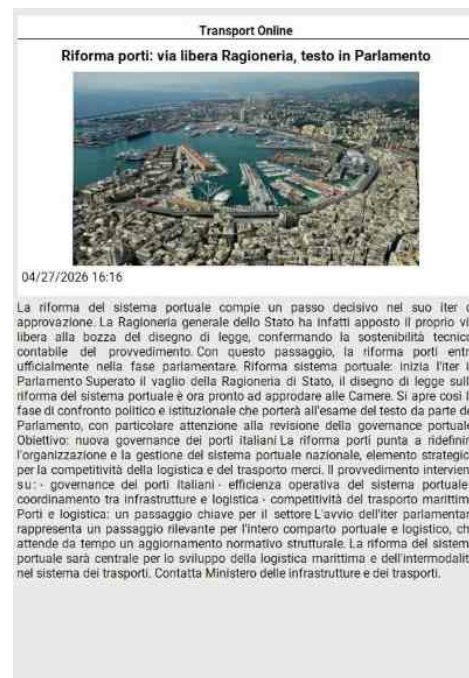 Transport Online
Riforma porti: via libera Ragioneria, testo in Parlamento
04/27/2026 16:16
La riforma del sistema portuale compie un passo decisivo nel suo iter d
approvazione. La Ragioneria generale dello Stato ha infatti apposto il proprio vi
libera alla bozza del disegno di legge, confermando la sostenibilità tecnico
contabile del provvedimento. Con questo passaggio, la riforma porti entr
ufficialmente nella fase parlamentare. Riforma sistema portuale: inizia l'iter i
Parlamento Superato il vaglio della Ragioneria di Stato, il disegno di legge sull
riforma del sistema portuale è ora pronto ad approdare alle Camere. Si apre così l
fase di confronto politico e istituzionale che porterà all'esame del testo da parte de
Parlamento, con particolare attenzione alla revisione della governance portuale
Obiettivo: nuova governance dei porti italiani La riforma porti punta a ridefinir
l'organizzazione e la gestione del sistema portuale nazionale, elemento strategic
per la competitività della logistica e del trasporto merci. Il provvedimento intervien
su: · governance dei porti italiani · efficienza operativa del sistema portuale
coordinamento tra infrastrutture e logistica · competitività del trasporto marittim
Porti e logistica: un passaggio chiave per il settore L'avvio dell'iter parlamentar
rappresenta un passaggio rilevante per l'intero comparto portuale e logistico, ch
attende da tempo un aggiornamento normativo strutturale. La riforma del sistem
portuale sarà centrale per lo sviluppo della logistica marittima e dell'intermodalit
nel sistema dei trasporti. Contatta Ministero delle infrastrutture e dei trasporti.